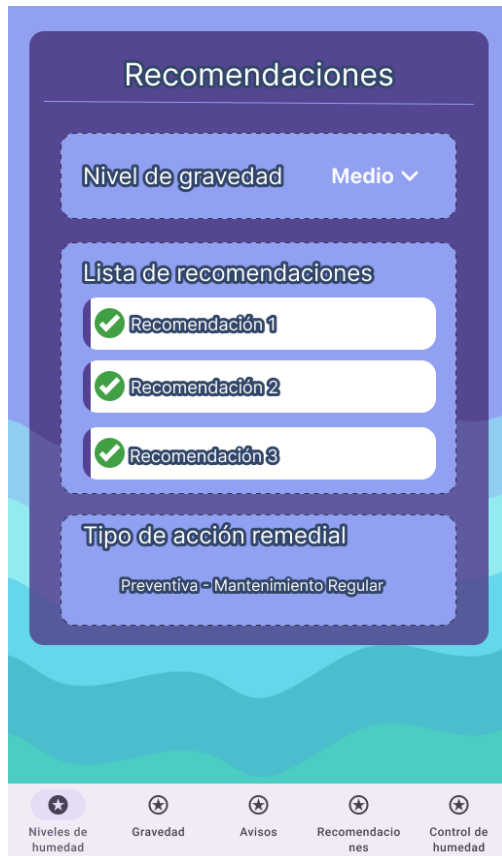 Recomendaciones
Nivel de gravedad
Medio
Lista de recomendaciones
Recomendación 1
Recomendación 2
Recomendación 3
Tipo de acción remedial
Preventiva - Mantenimiento Regular
Niveles de
humedad
Gravedad
Avisos
Recomendacio
nes
Control de
humedad